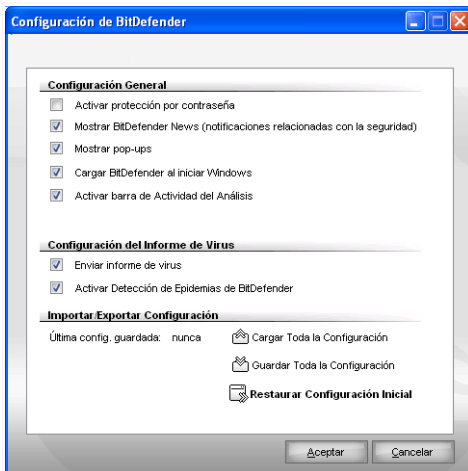 Configuración de BitDefender
Configuración General
Activar protección por contraseña
Mostrar BitDefender News (notificaciones relacionadas con la seguridad)
Mostrar pop-ups
Cargar BitDefender al iniciar Windows
Activar barra de Actividad del Análisis
Configuración del Informe de Virus
Enviar informe de virus
Activar Detección de Epidemias de BitDefender
Importar/Exportar Configuración
Última config. guardada: nunca Cargar Toda la Configuración
Guardar Toda la Configuración
Restaurar Configuración Inicial
Aceptar Cancelar